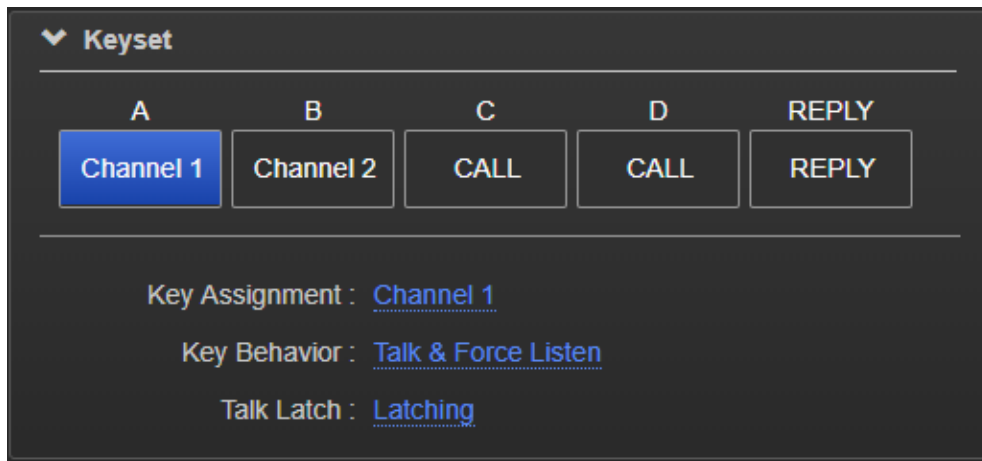 Keyset
A B C D REPLY
Channel 1 Channel 2 CALL CALL REPLY
Key Assignment : Channel 1
Key Behavior : Talk & Force Listen
Talk Latch : Latching